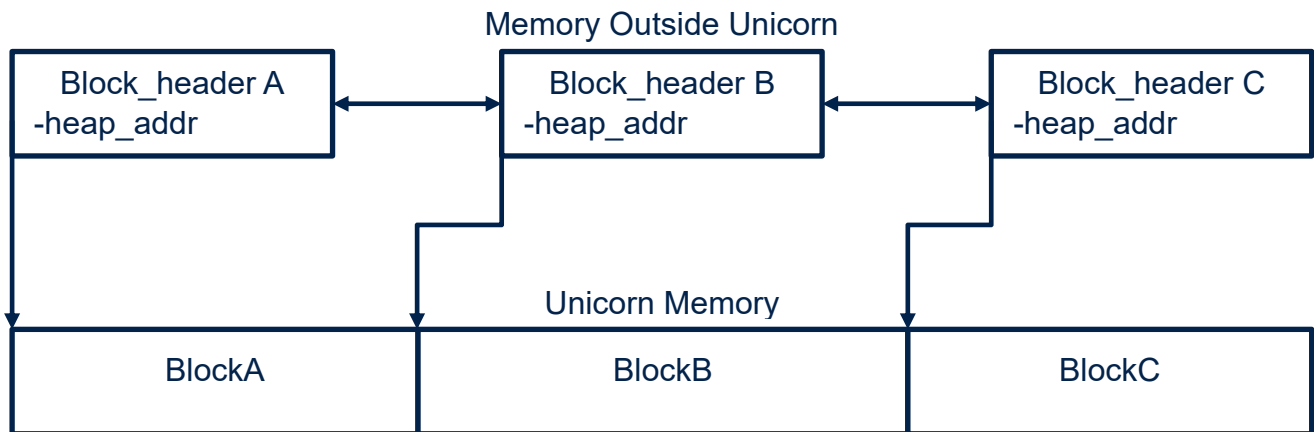 Memory Outside Unicorn
Block_header A
-heap_addr
Block_header B
-heap_addr
Block_header C
-heap_addr
Unicorn Memory
BlockA
BlockB
BlockC